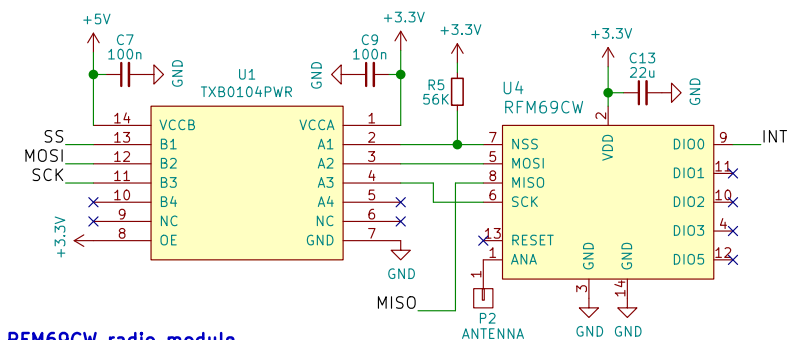 +5V
C7
100n
GND
C9
100n
GND
+3.3V
+3.3V
R5
56K
+3.3V
C13
22u
GND
U1
TXB0104PWR
14 VCCB
VCCA 1
SS 13 B1
A1 2
MOSI 12 B2
A2 3
SCK 11 B3
A3 4
10 B4
A4 5
9 NC
NC 6
+3.3V 8 OE
GND 7
GND
U4
RFM69CW
2
VDD
7 NSS
DIO0 9 INT
5 MOSI
8 MISO
DIO1 11
6 SCK
DIO2 10
DIO3 4
13 RESET
1 ANA
DIO5 12
GND
3
GND
14
GND
GND
MISO
1
P2
ANTENNA
RFM69CW radio module